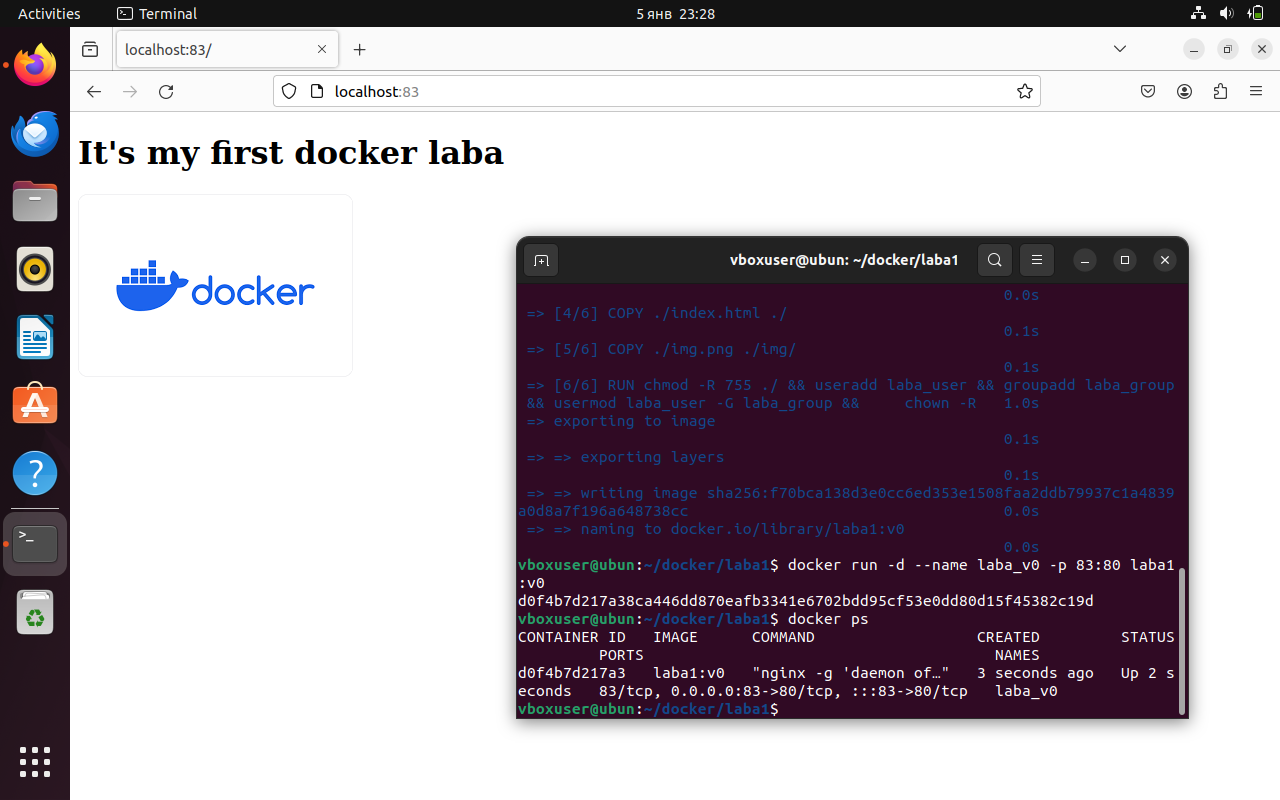 Activities
Terminal
5 янв 23:28
localhost:83/
localhost:83
It's my first docker laba
docker
vboxuser@ubun: ~/docker/laba1
0.0s
=> [4/6] COPY ./index.html ./
0.1s
=> [5/6] COPY ./img.png ./img/
0.1s
=> [6/6] RUN chmod -R 755 ./ && useradd laba_user && groupadd laba_group
&& usermod laba_user -G laba_group && chown -R 1.0s
=> exporting to image
0.1s
=> => exporting layers
0.1s
=> => writing image sha256:f70bca138d3e0cc6ed353e1508faa2ddb79937c1a4839
a0d8a7f196a648738cc 0.0s
=> => naming to docker.io/library/laba1:v0
0.0s
vboxuser@ubun:~/docker/laba1$ docker run -d --name laba_v0 -p 83:80 laba1
:v0
d0f4b7d217a38ca446dd870eafb3341e6702bdd95cf53e0dd80d15f45382c19d
vboxuser@ubun:~/docker/laba1$ docker ps
CONTAINER ID IMAGE COMMAND CREATED STATUS
PORTS NAMES
d0f4b7d217a3 laba1:v0 "nginx -g 'daemon of…" 3 seconds ago Up 2 s
econds 83/tcp, 0.0.0.0:83->80/tcp, :::83->80/tcp laba_v0
vboxuser@ubun:~/docker/laba1$